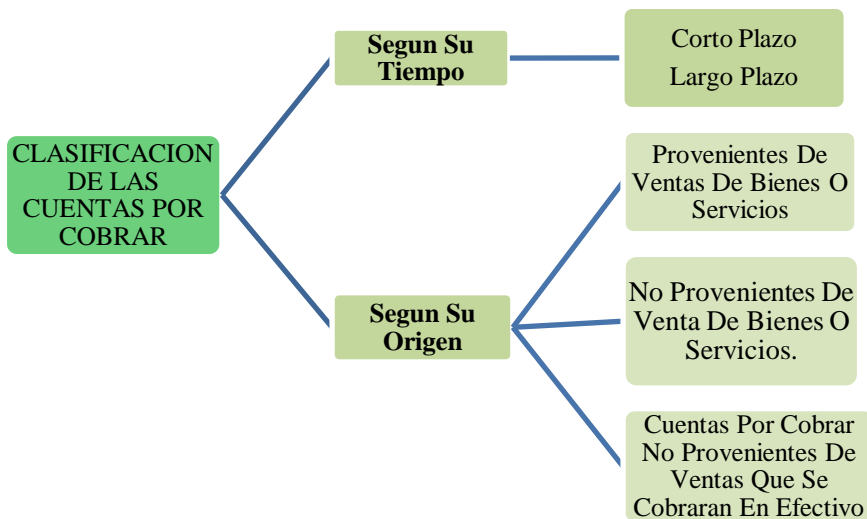 CLASIFICACION
DE LAS
CUENTAS POR
COBRAR
Segun Su
Tiempo
Corto Plazo
Largo Plazo
Segun Su
Origen
Provenientes De
Ventas De Bienes O
Servicios
No Provenientes De
Venta De Bienes O
Servicios.
Cuentas Por Cobrar
No Provenientes De
Ventas Que Se
Cobraran En Efectivo